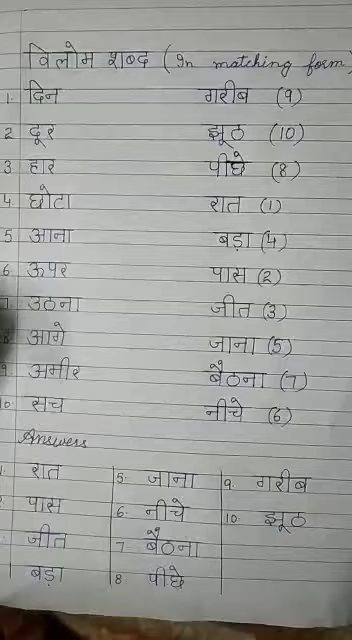 विलोम शब्द (In matching form)
1. दिन गरीब (9)
2 दूर झूठ (10)
3 हार पीछे (8)
4. छोटा रात (1)
5 आना बड़ा (4)
6 ऊपर पास (2)
7. उठना जीत (3)
8 आगे जाना (5)
9. अमीर बैठना (7)
10. सच नीचे (6)
Answers
1. रात 5. जाना 9. गरीब
पास 6. नीचे 10. झूठ
जीत 7 बैठना
बड़ा 8 पीछे